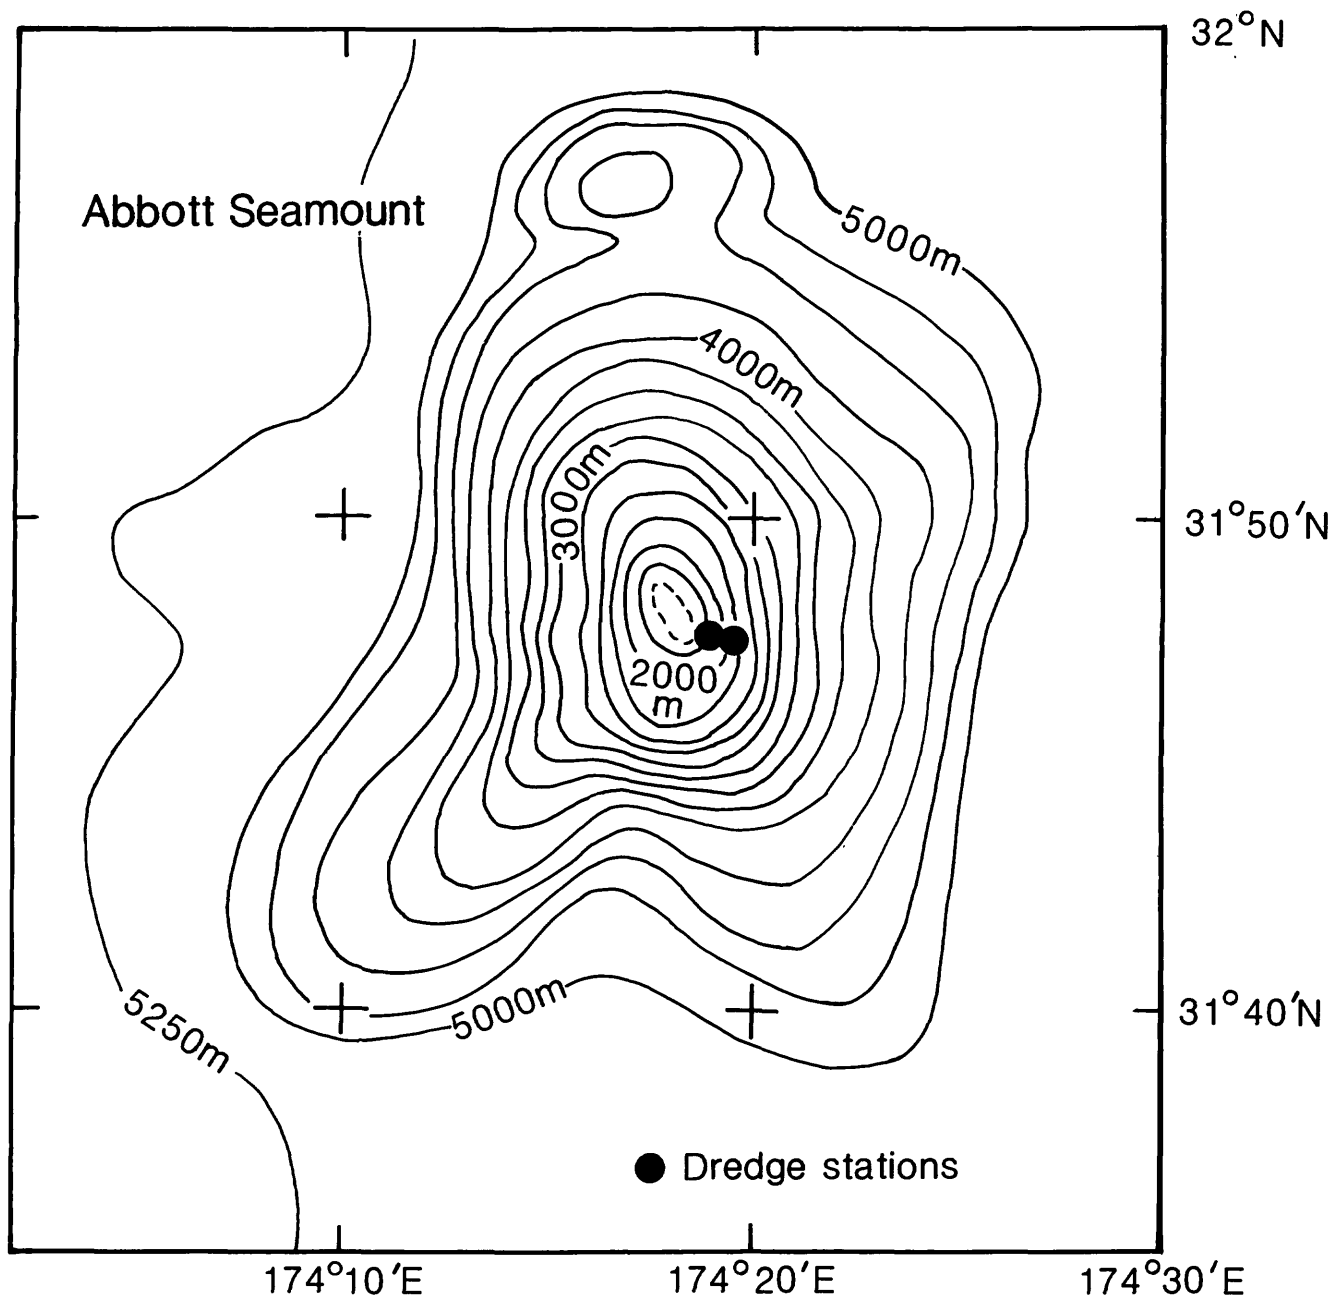 32°N
Abbott Seamount
5000m
4000m
3000m
31°50′N
2000
m
5000m
5250m
31°40′N
Dredge stations
174°10′E
174°20′E
174°30′E